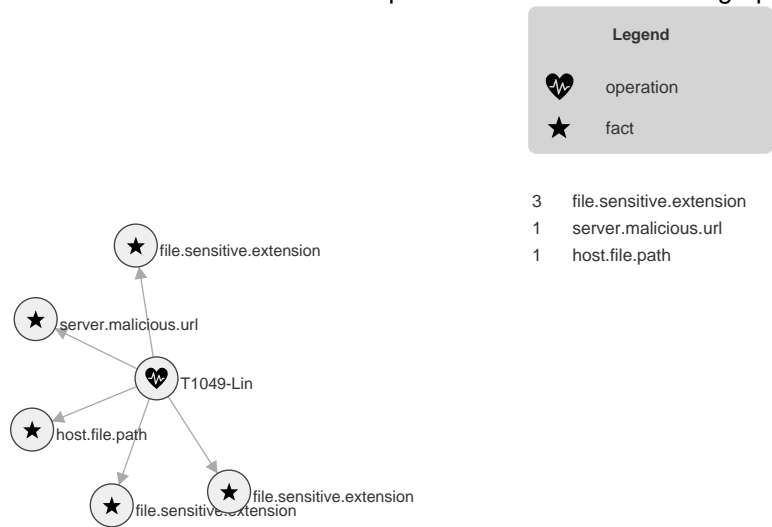 Legend
operation
fact
3 file.sensitive.extension
1 server.malicious.url
1 host.file.path
file.sensitive.extension
server.malicious.url
T1049-Lin
host.file.path
file.sensitive.extension
file.sensitive.extension